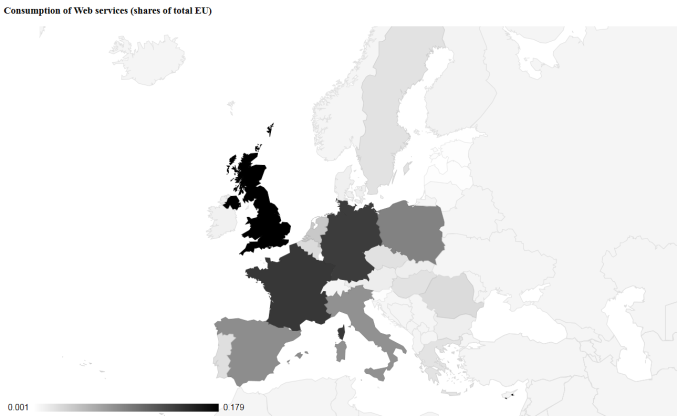 Consumption of Web services (shares of total EU)
0.001 0.179